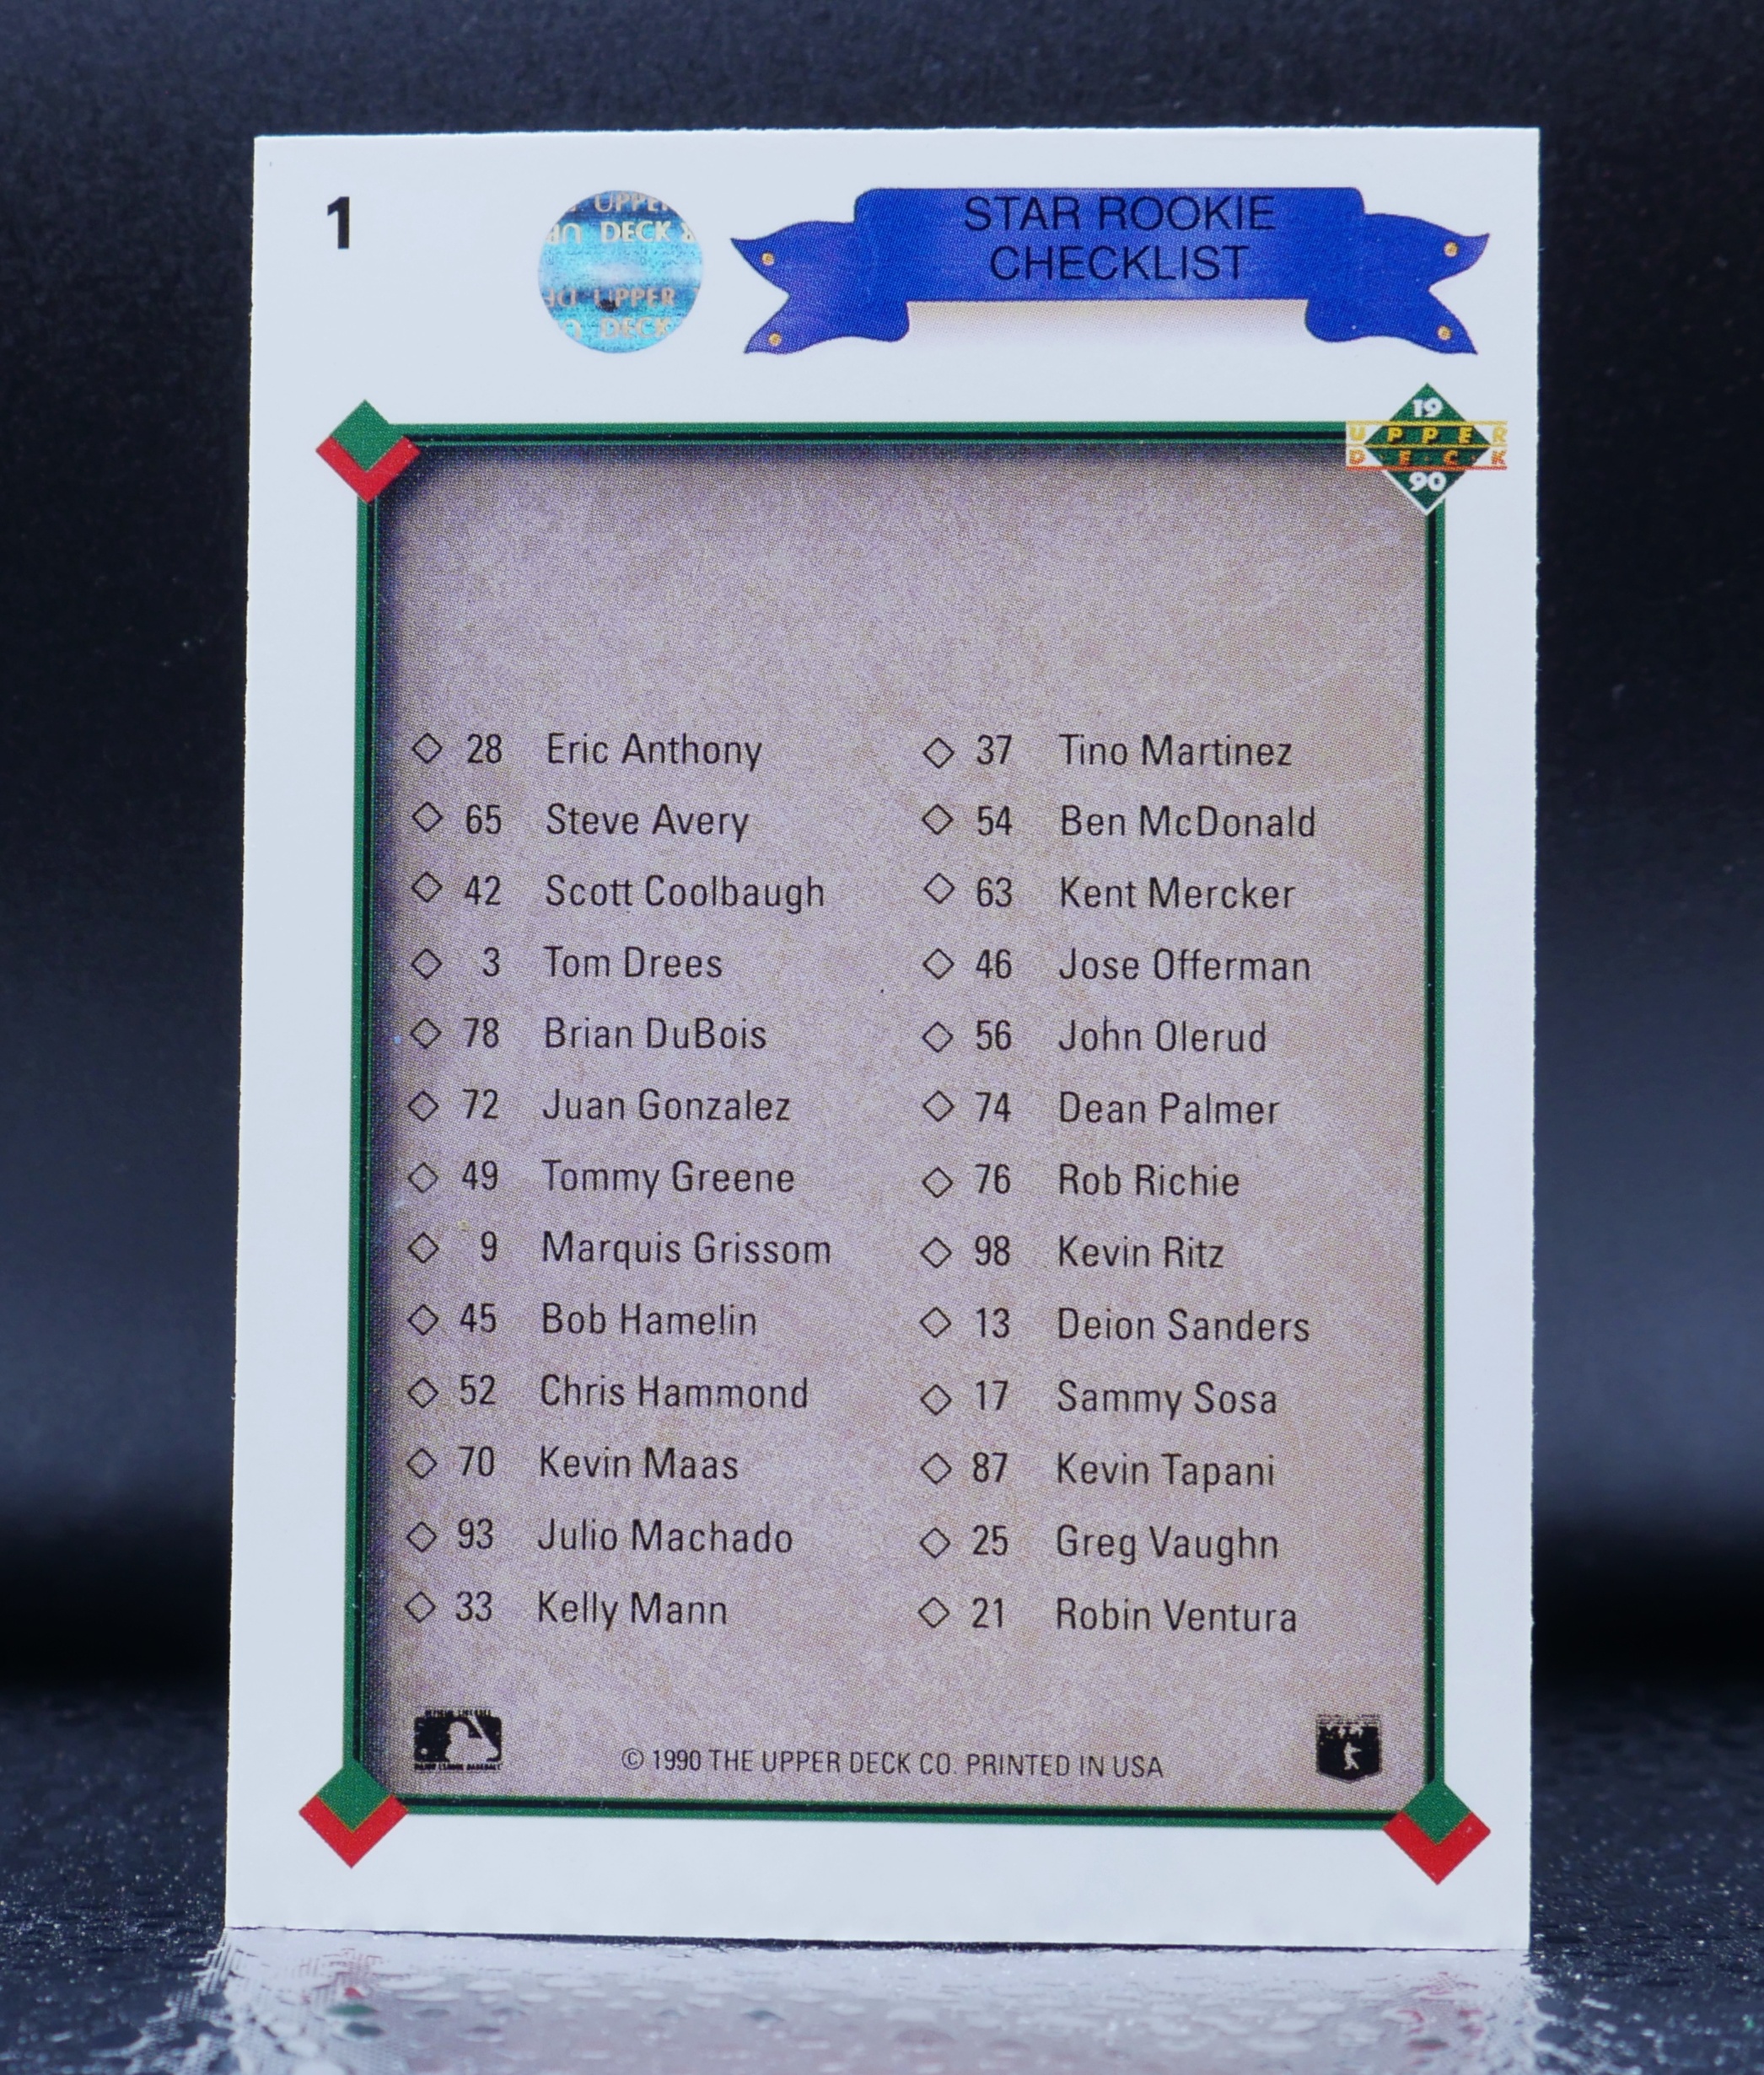 1
UPPER
DECK
UPPER
DECK
STAR ROOKIE
CHECKLIST
19
UPPER
DECK
90
28 Eric Anthony
65 Steve Avery
42 Scott Coolbaugh
3 Tom Drees
78 Brian DuBois
72 Juan Gonzalez
49 Tommy Greene
9 Marquis Grissom
45 Bob Hamelin
52 Chris Hammond
70 Kevin Maas
93 Julio Machado
33 Kelly Mann
37 Tino Martinez
54 Ben McDonald
63 Kent Mercker
46 Jose Offerman
56 John Olerud
74 Dean Palmer
76 Rob Richie
98 Kevin Ritz
13 Deion Sanders
17 Sammy Sosa
87 Kevin Tapani
25 Greg Vaughn
21 Robin Ventura
© 1990 THE UPPER DECK CO. PRINTED IN USA